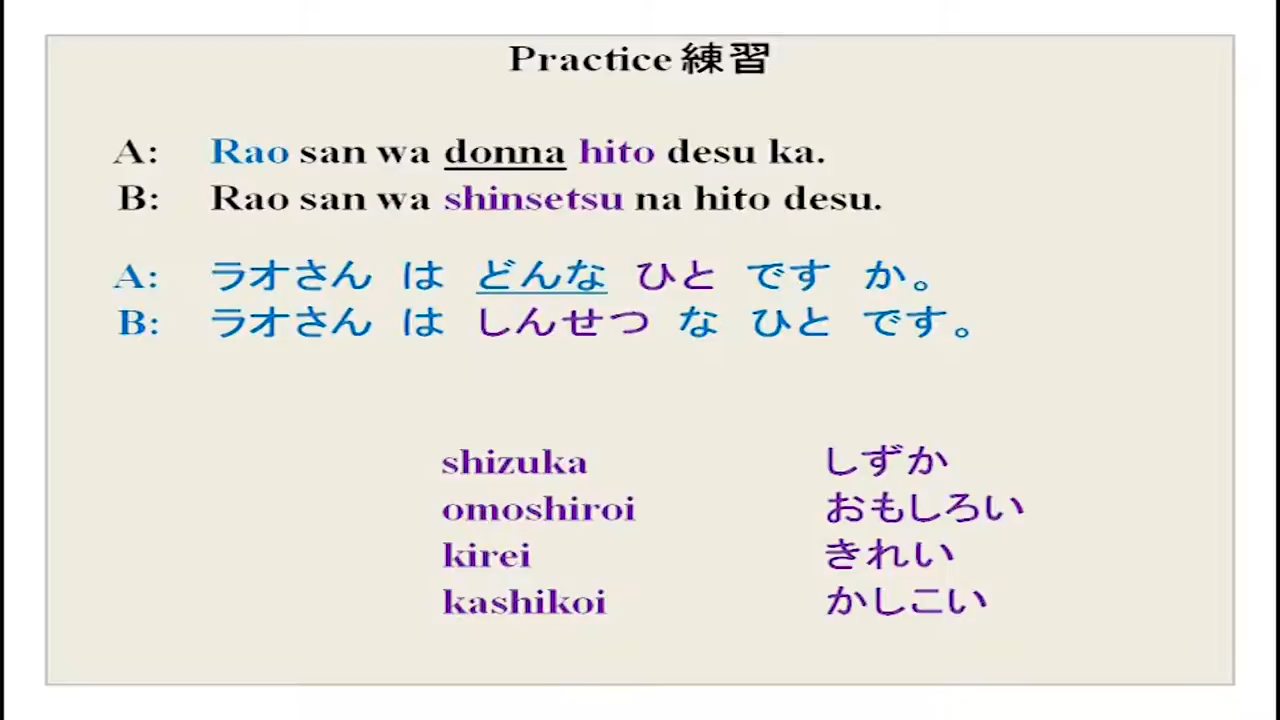 Practice 練習
A: Rao san wa donna hito desu ka.
B: Rao san wa shinsetsu na hito desu.
A: ラオさん は どんな ひと です か。
B: ラオさん は しんせつ な ひと です。
shizuka しずか
omoshiroi おもしろい
kirei きれい
kashikoi かしこい